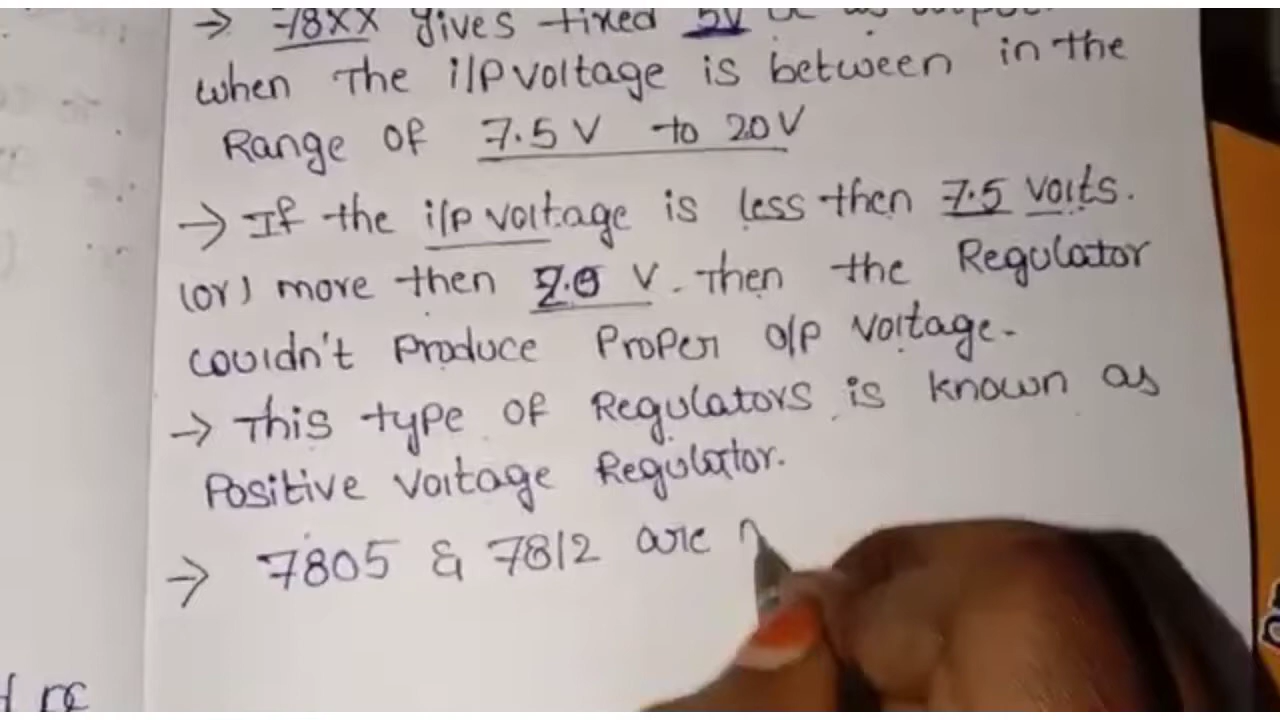 → 78XX gives fixed 5V
when The i/p voltage is between in the
Range of 7.5 V to 20 V
→ If the i/p voltage is less then 7.5 volts.
(or) more then V. Then the Regulator
couldn't Produce Proper o/p voltage.
→ This type of Regulators is known as
Positive Voltage Regulator.
→ 7805 & 7812 are